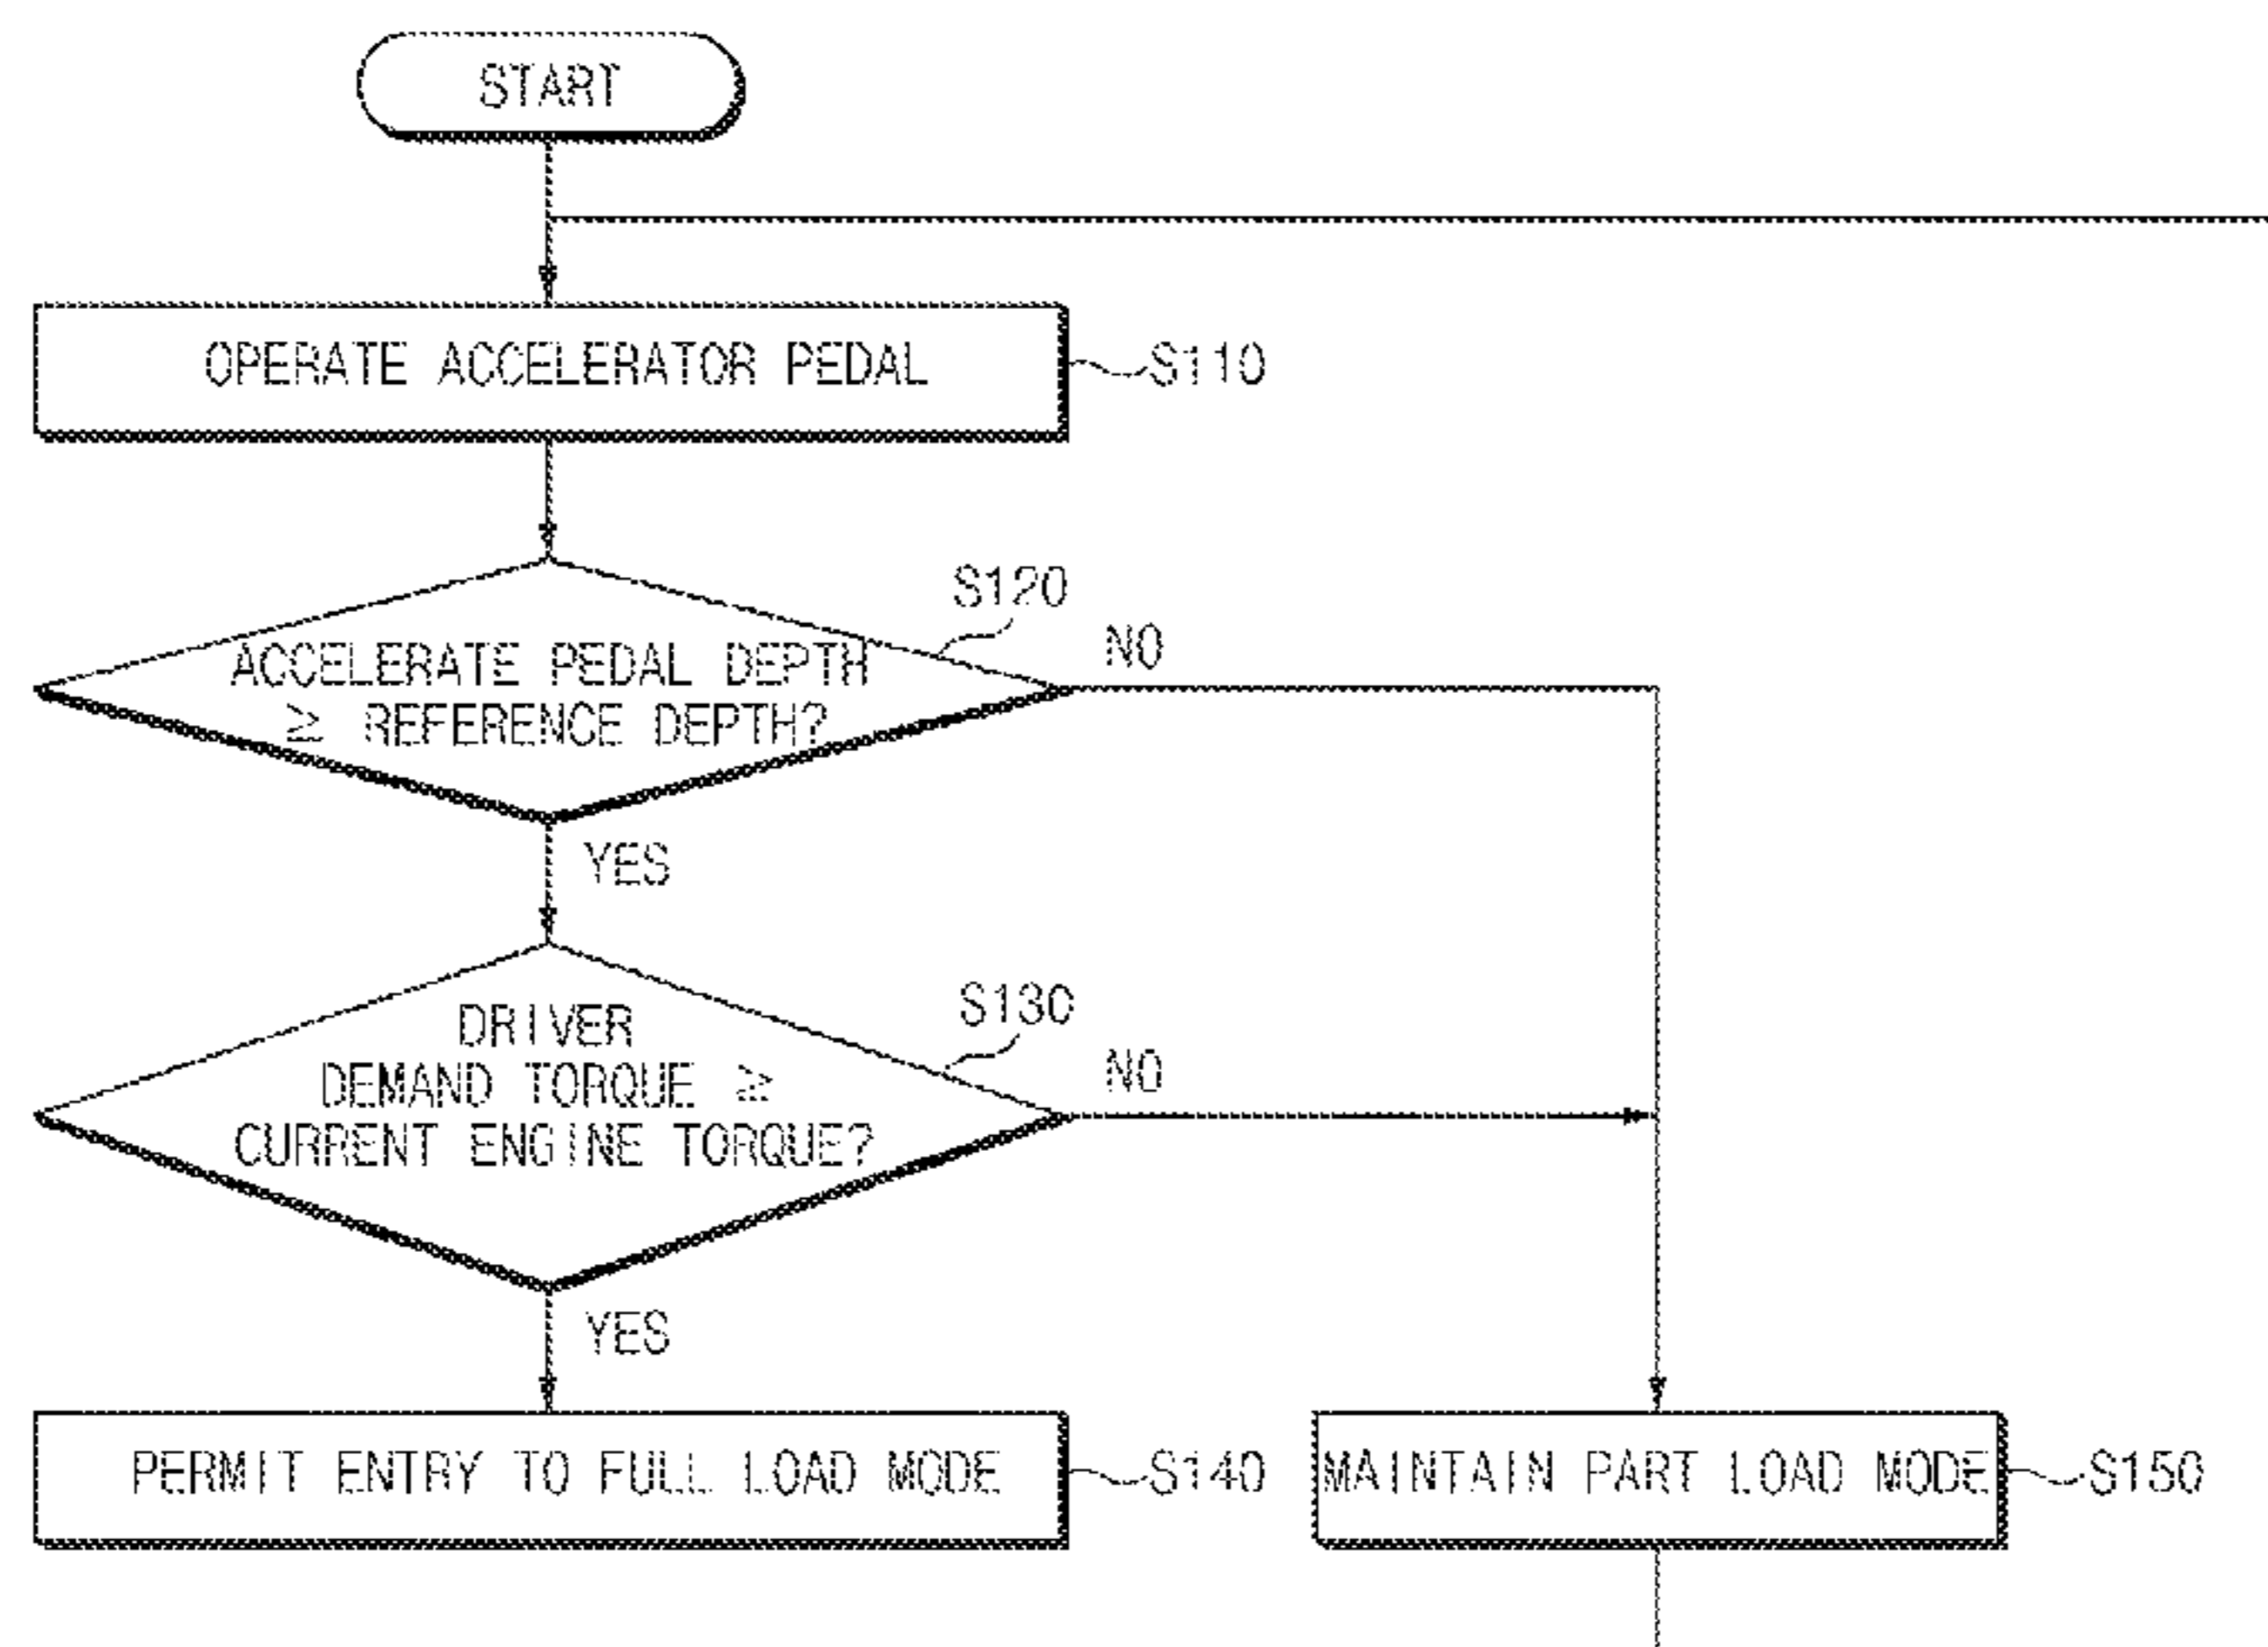 START
OPERATE ACCELERATOR PEDAL
S110
S120
ACCELERATE PEDAL DEPTH
≥ REFERENCE DEPTH?
NO
YES
S130
DRIVER
DEMAND TORQUE ≥
CURRENT ENGINE TORQUE?
NO
YES
PERMIT ENTRY TO FULL LOAD MODE
S140
MAINTAIN PART LOAD MODE
S150